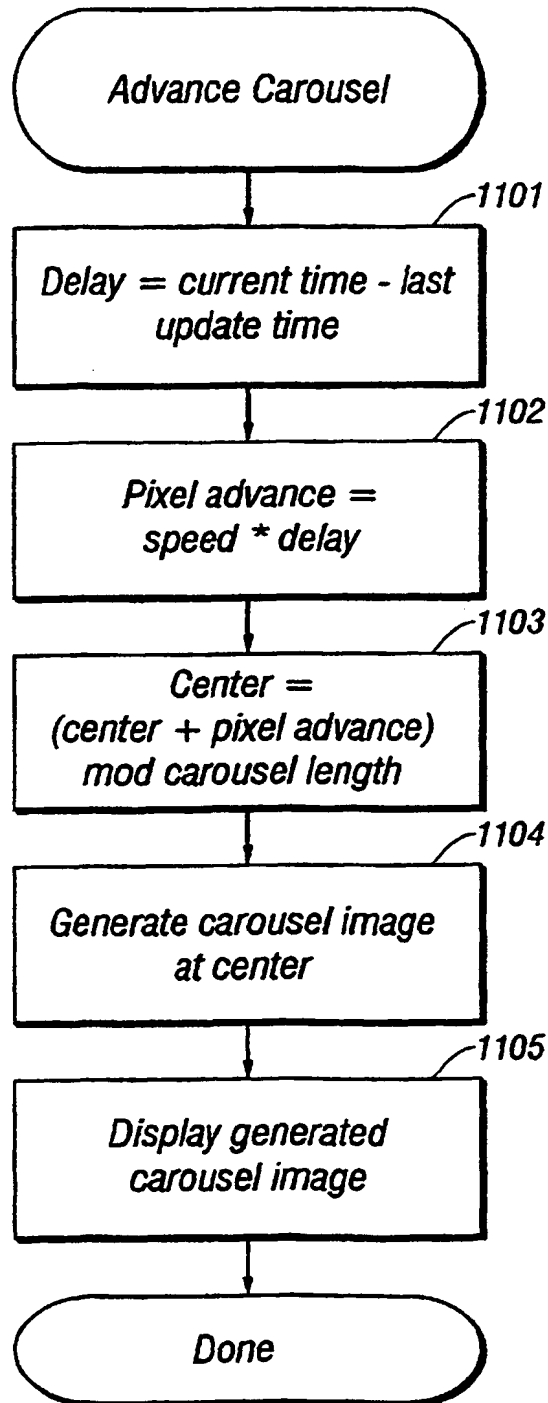 Advance Carousel
1101
Delay = current time - last
update time
1102
Pixel advance =
speed * delay
1103
Center =
(center + pixel advance)
mod carousel length
1104
Generate carousel image
at center
1105
Display generated
carousel image
Done